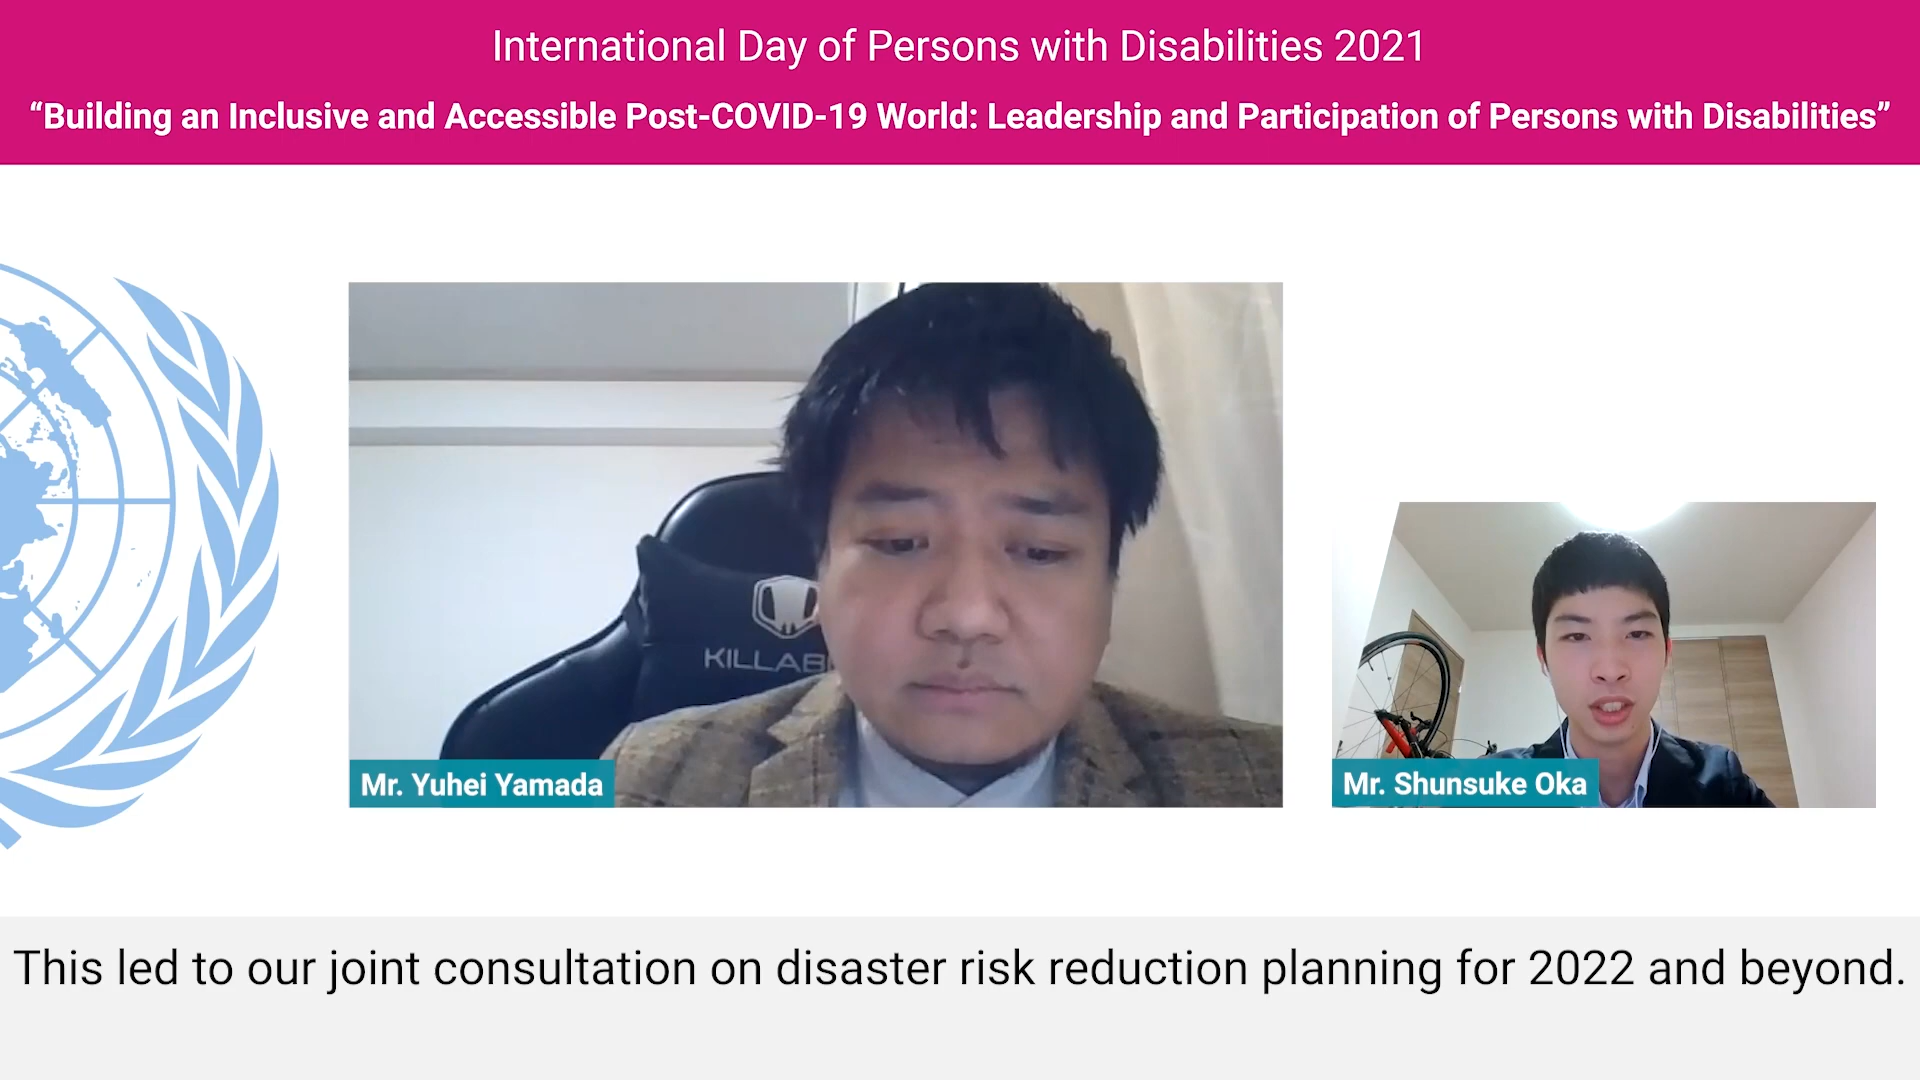 International Day of Persons with Disabilities 2021
“Building an Inclusive and Accessible Post-COVID-19 World: Leadership and Participation of Persons with Disabilities”
Mr. Yuhei Yamada
Mr. Shunsuke Oka
This led to our joint consultation on disaster risk reduction planning for 2022 and beyond.